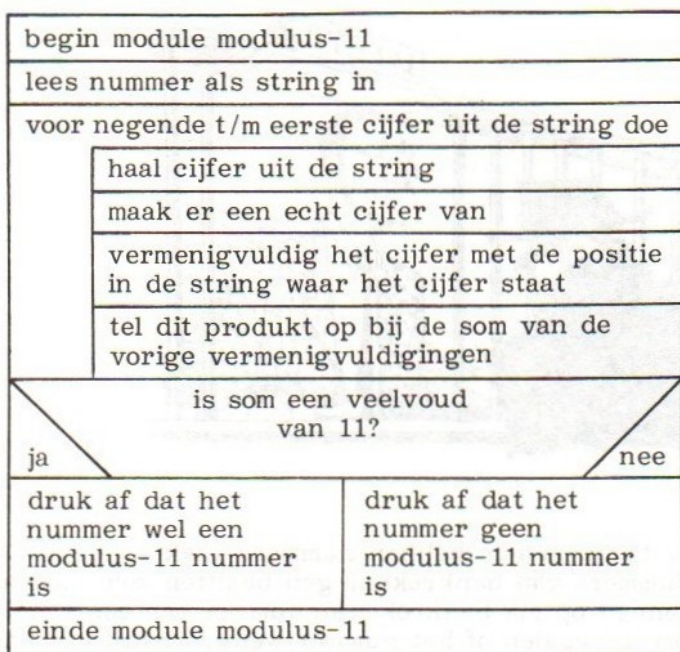 begin module modulus-11
lees nummer als string in
voor negende t/m eerste cijfer uit de string doe
haal cijfer uit de string
maak er een echt cijfer van
vermenigvuldig het cijfer met de positie
in de string waar het cijfer staat
tel dit produkt op bij de som van de
vorige vermenigvuldigingen
is som een veelvoud
van 11?
ja
nee
druk af dat het
nummer wel een
modulus-11 nummer
is
druk af dat het
nummer geen
modulus-11 nummer
is
einde module modulus-11